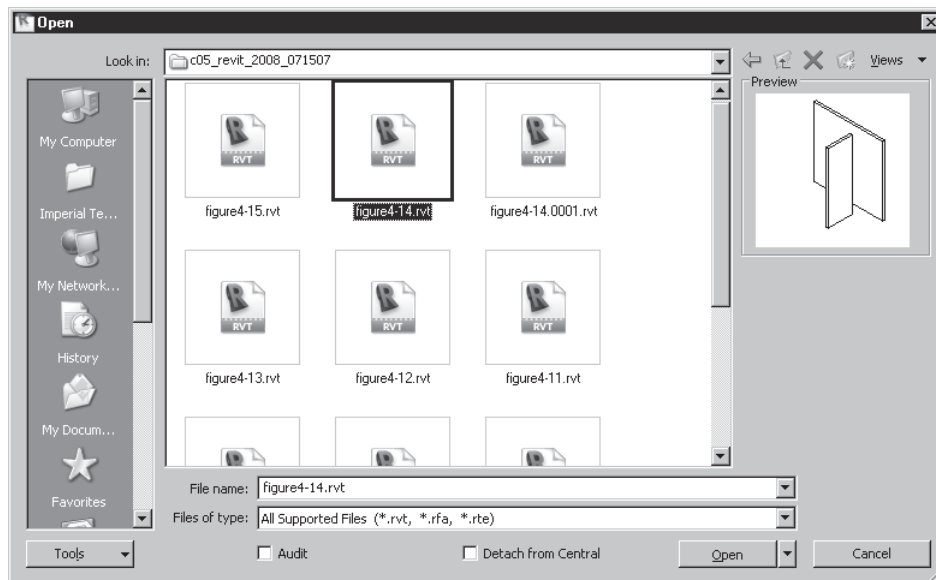 Open
Look in:
c05_revit_2008_071507
Views
Preview
My Computer
Imperial Te...
My Network...
History
My Docum...
Favorites
RVT
RVT
RVT
figure4-15.rvt
figure4-14.rvt
figure4-14.0001.rvt
RVT
RVT
RVT
figure4-13.rvt
figure4-12.rvt
figure4-11.rvt
File name:
figure4-14.rvt
Files of type:
All Supported Files (*.rvt, *.rfa, *.rte)
Tools
Audit
Detach from Central
Open
Cancel